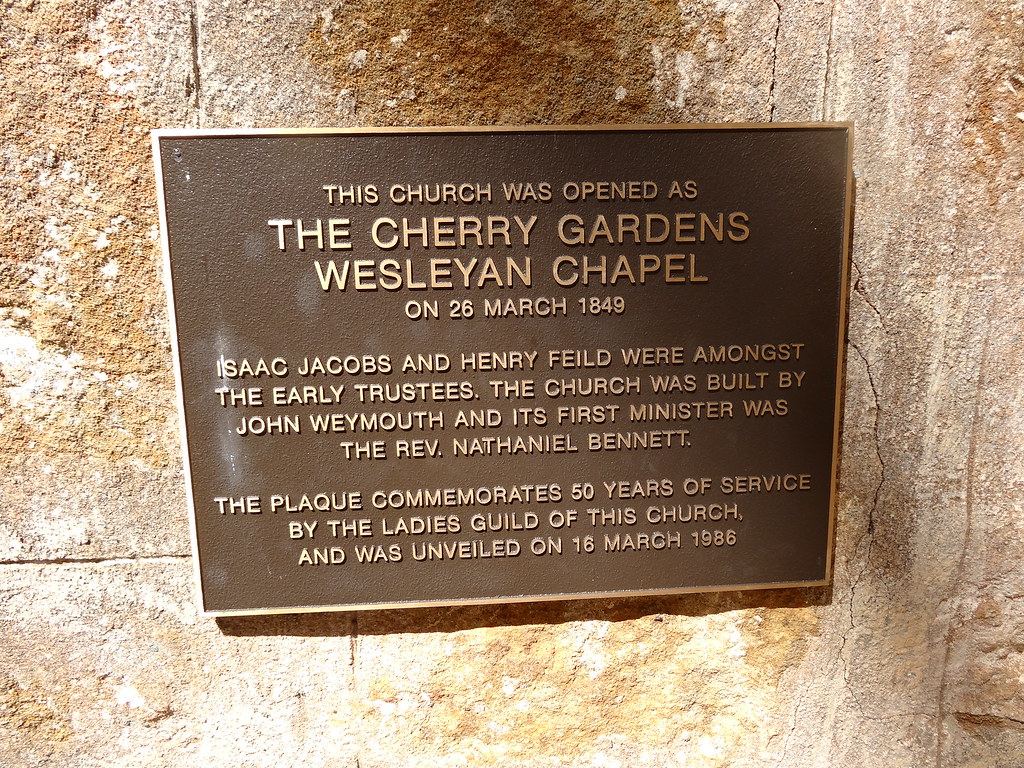 THIS CHURCH WAS OPENED AS
THE CHERRY GARDENS
WESLEYAN CHAPEL
ON 26 MARCH 1849
ISAAC JACOBS AND HENRY FEILD WERE AMONGST
THE EARLY TRUSTEES. THE CHURCH WAS BUILT BY
JOHN WEYMOUTH AND ITS FIRST MINISTER WAS
THE REV. NATHANIEL BENNETT.
THE PLAQUE COMMEMORATES 50 YEARS OF SERVICE
BY THE LADIES GUILD OF THIS CHURCH,
AND WAS UNVEILED ON 16 MARCH 1986